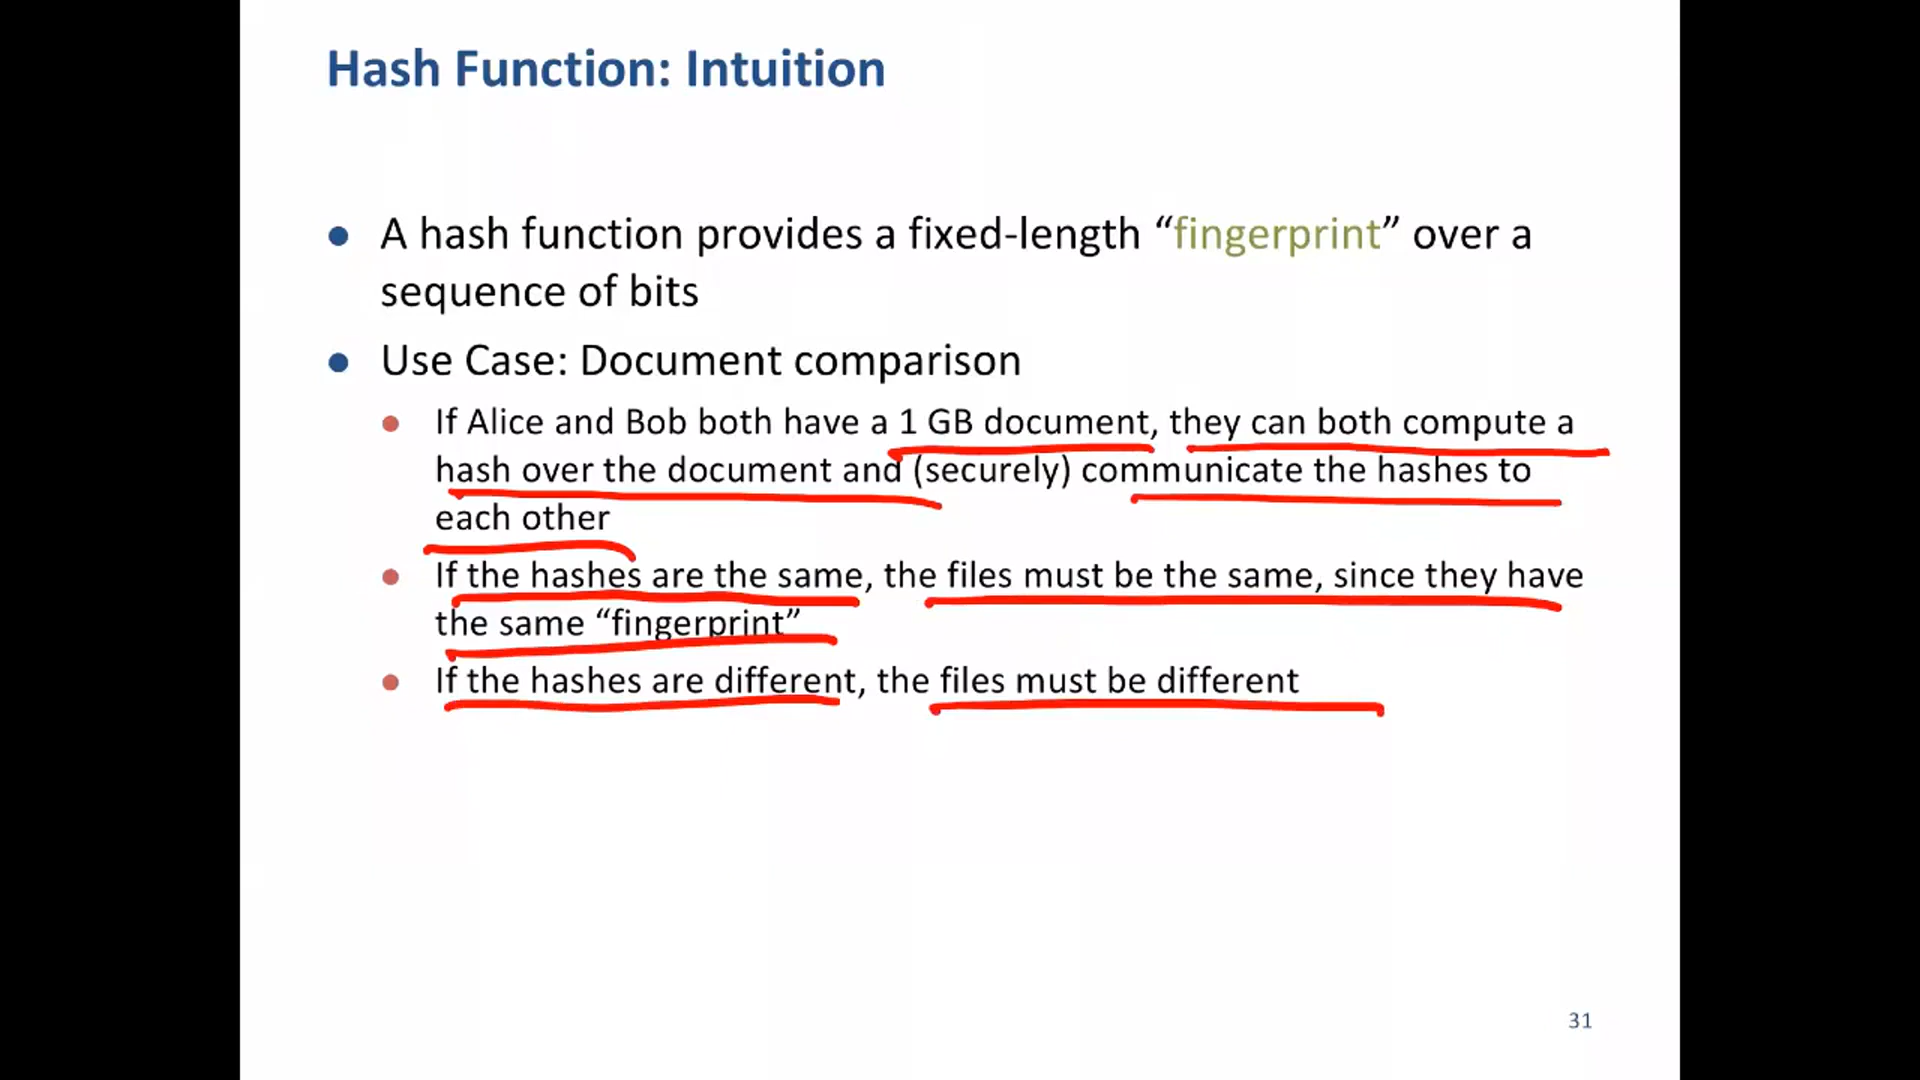 Hash Function: Intuition
● A hash function provides a fixed-length “fingerprint” over a
sequence of bits
● Use Case: Document comparison
● If Alice and Bob both have a 1 GB document, they can both compute a
hash over the document and (securely) communicate the hashes to
each other
● If the hashes are the same, the files must be the same, since they have
the same “fingerprint”
● If the hashes are different, the files must be different
31